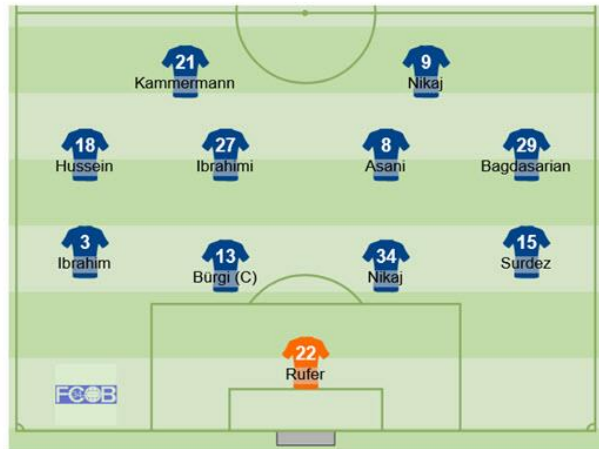 21
Kammermann
9
Nikaj
18
Hussein
27
Ibrahimi
8
Asani
29
Bagdasarian
3
Ibrahim
13
Bürgi (C)
34
Nikaj
15
Surdez
22
Rufer
FCB